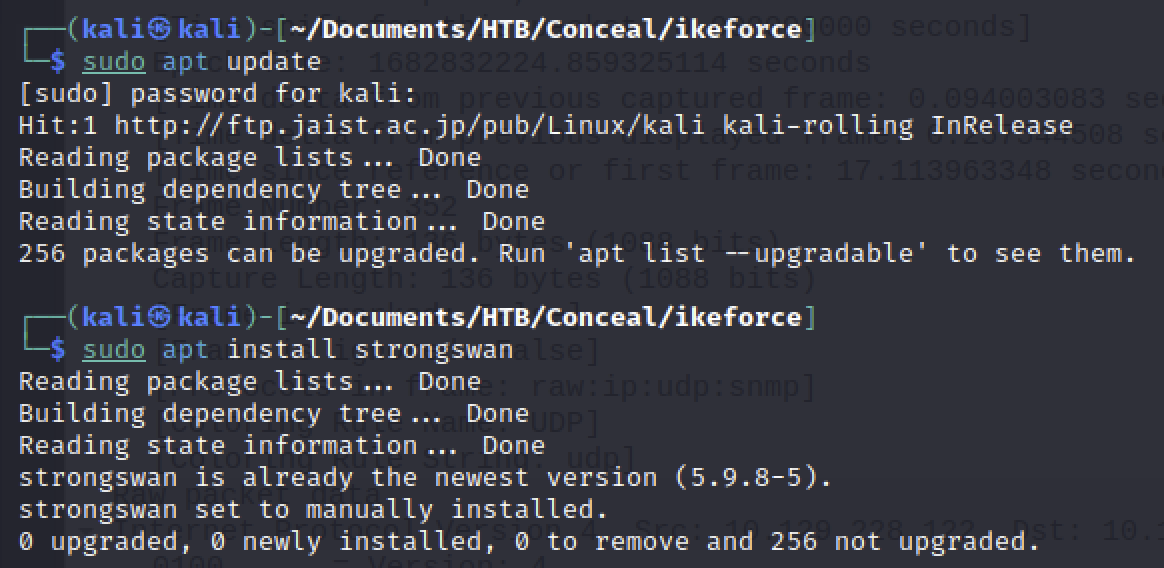 ┌──(kali㉿kali)-[~/Documents/HTB/Conceal/ikeforce]
└─$ sudo apt update
[sudo] password for kali:
Hit:1 http://ftp.jaist.ac.jp/pub/Linux/kali kali-rolling InRelease
Reading package lists... Done
Building dependency tree... Done
Reading state information... Done
256 packages can be upgraded. Run 'apt list --upgradable' to see them.
┌──(kali㉿kali)-[~/Documents/HTB/Conceal/ikeforce]
└─$ sudo apt install strongswan
Reading package lists... Done
Building dependency tree... Done
Reading state information... Done
strongswan is already the newest version (5.9.8-5).
strongswan set to manually installed.
0 upgraded, 0 newly installed, 0 to remove and 256 not upgraded.